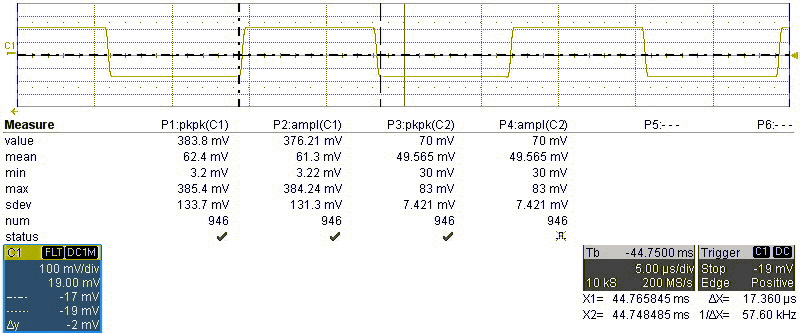 C1
Measure P1:pkpk(C1) P2:ampl(C1) P3:pkpk(C2) P4:ampl(C2) P5:--- P6:---
value 383.8 mV 376.21 mV 70 mV 70 mV
mean 62.4 mV 61.3 mV 49.565 mV 49.565 mV
min 3.2 mV 3.22 mV 30 mV 30 mV
max 385.4 mV 384.24 mV 83 mV 83 mV
sdev 133.7 mV 131.3 mV 7.421 mV 7.421 mV
num 946 946 946 946
status
C1 FLT DC1M
100 mV/div
19.00 mV
-17 mV
-19 mV
Δy -2 mV
Tb -44.7500 ms
5.00 µs/div
10 kS 200 MS/s
Trigger C1 DC
Stop -19 mV
Edge Positive
X1= 44.765845 ms ΔX= 17.360 µs
X2= 44.748485 ms 1/ΔX= 57.60 kHz